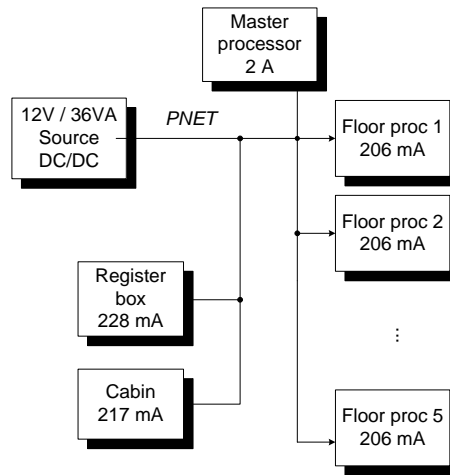 Master
processor
2 A
12V / 36VA
Source
DC/DC
PNET
Floor proc 1
206 mA
Floor proc 2
206 mA
Register
box
228 mA
...
Cabin
217 mA
Floor proc 5
206 mA